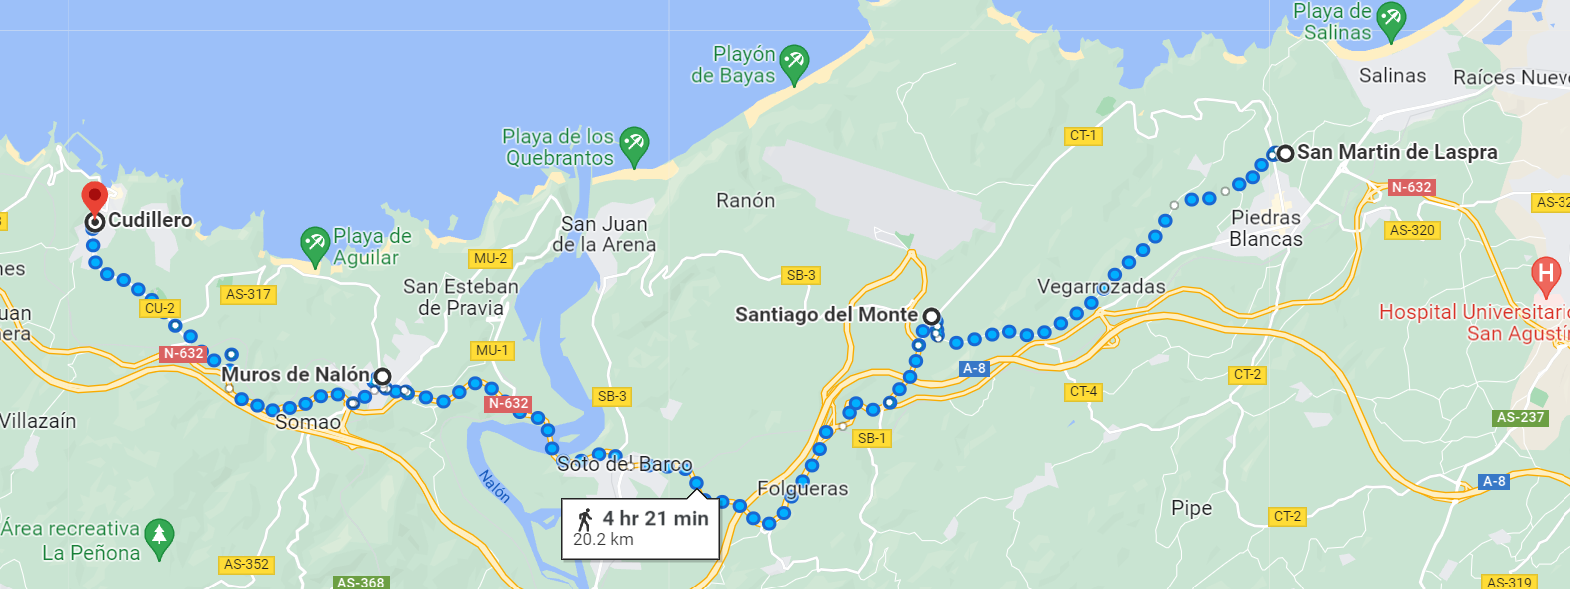 Playa de
Salinas
Playón
de Bayas
Salinas
Raíces Nuev
CT-1
Playa de los
Quebrantos
San Martin de Laspra
N-632
Ranón
AS-32
Cudillero
San Juan
de la Arena
Piedras
Blancas
AS-320
Playa de
Aguilar
MU-2
nes
SB-3
AS-317
San Esteban
de Pravia
Vegarrozadas
CU-2
uan
nera
Santiago del Monte
Hospital Universitario
San Agustín
N-632
MU-1
A-8
Muros de Nalón
CT-2
CT-4
SB-3
N-632
Villazaín
Somao
AS-237
SB-1
Soto del Barco
Nalón
Folgueras
A-8
4 hr 21 min
20.2 km
Pipe
CT-2
Área recreativa
La Peñona
AS-352
AS-368
AS-319